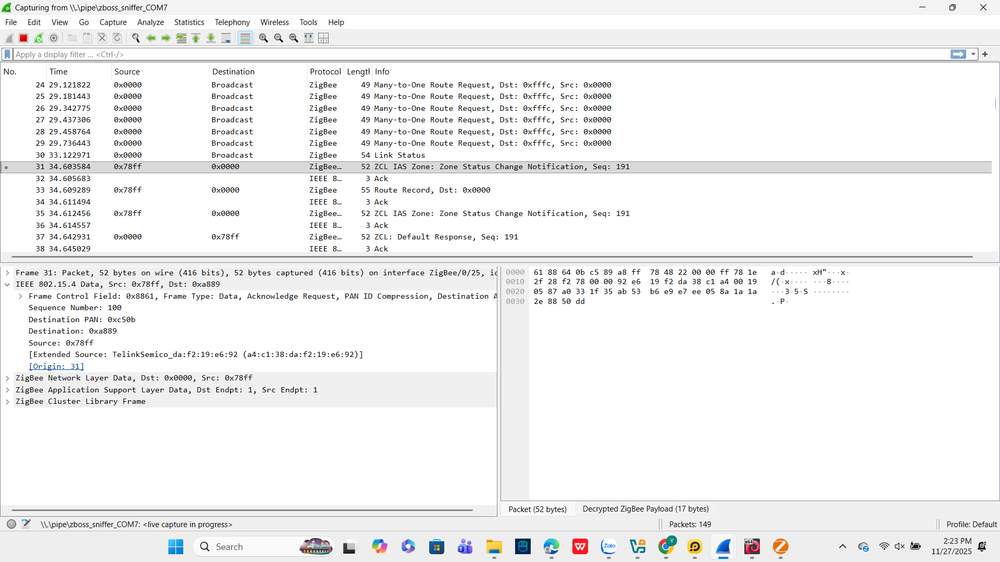 Capturing from \\.\pipe\zboss_sniffer_COM7
File Edit View Go Capture Analyze Statistics Telephony Wireless Tools Help
Apply a display filter ... <Ctrl-/>
No. Time Source Destination Protocol Length Info
24 29.121822 0x0000 Broadcast ZigBee 49 Many-to-One Route Request, Dst: 0xfffc, Src: 0x0000
25 29.181443 0x0000 Broadcast ZigBee 49 Many-to-One Route Request, Dst: 0xfffc, Src: 0x0000
26 29.342775 0x0000 Broadcast ZigBee 49 Many-to-One Route Request, Dst: 0xfffc, Src: 0x0000
27 29.437306 0x0000 Broadcast ZigBee 49 Many-to-One Route Request, Dst: 0xfffc, Src: 0x0000
28 29.458764 0x0000 Broadcast ZigBee 49 Many-to-One Route Request, Dst: 0xfffc, Src: 0x0000
29 29.736443 0x0000 Broadcast ZigBee 49 Many-to-One Route Request, Dst: 0xfffc, Src: 0x0000
30 33.122971 0x0000 Broadcast ZigBee 54 Link Status
31 34.603584 0x78ff 0x0000 ZigBee… 52 ZCL IAS Zone: Zone Status Change Notification, Seq: 191
32 34.605683 IEEE 8… 3 Ack
33 34.609289 0x78ff 0x0000 ZigBee 55 Route Record, Dst: 0x0000
34 34.611494 IEEE 8… 3 Ack
35 34.612456 0x78ff 0x0000 ZigBee… 52 ZCL IAS Zone: Zone Status Change Notification, Seq: 191
36 34.614557 IEEE 8… 3 Ack
37 34.642931 0x0000 0x78ff ZigBee… 52 ZCL: Default Response, Seq: 191
38 34.645029 IEEE 8… 3 Ack
Frame 31: Packet, 52 bytes on wire (416 bits), 52 bytes captured (416 bits) on interface ZigBee/0/25, i
IEEE 802.15.4 Data, Src: 0x78ff, Dst: 0xa889
Frame Control Field: 0x8861, Frame Type: Data, Acknowledge Request, PAN ID Compression, Destination A
Sequence Number: 100
Destination PAN: 0xc50b
Destination: 0xa889
Source: 0x78ff
[Extended Source: TelinkSemico_da:f2:19:e6:92 (a4:c1:38:da:f2:19:e6:92)]
[Origin: 31]
ZigBee Network Layer Data, Dst: 0x0000, Src: 0x78ff
ZigBee Application Support Layer Data, Dst Endpt: 1, Src Endpt: 1
ZigBee Cluster Library Frame
0000 61 88 64 0b c5 89 a8 ff 78 48 22 00 00 ff 78 1e a·d····· xH"···x·
0010 2f 28 f2 78 00 00 92 e6 19 f2 da 38 c1 a4 00 19 /(·x···· ···8····
0020 05 87 a0 33 1f 35 ab 53 b6 e9 e7 ee 05 8a 1a 1a ···3·5·S ········
0030 2e 88 50 dd .·P·
Packet (52 bytes) Decrypted ZigBee Payload (17 bytes)
\\.\pipe\zboss_sniffer_COM7: <live capture in progress> Packets: 149 Profile: Default
Search
Zalo
x64
Y
2:23 PM
11/27/2025